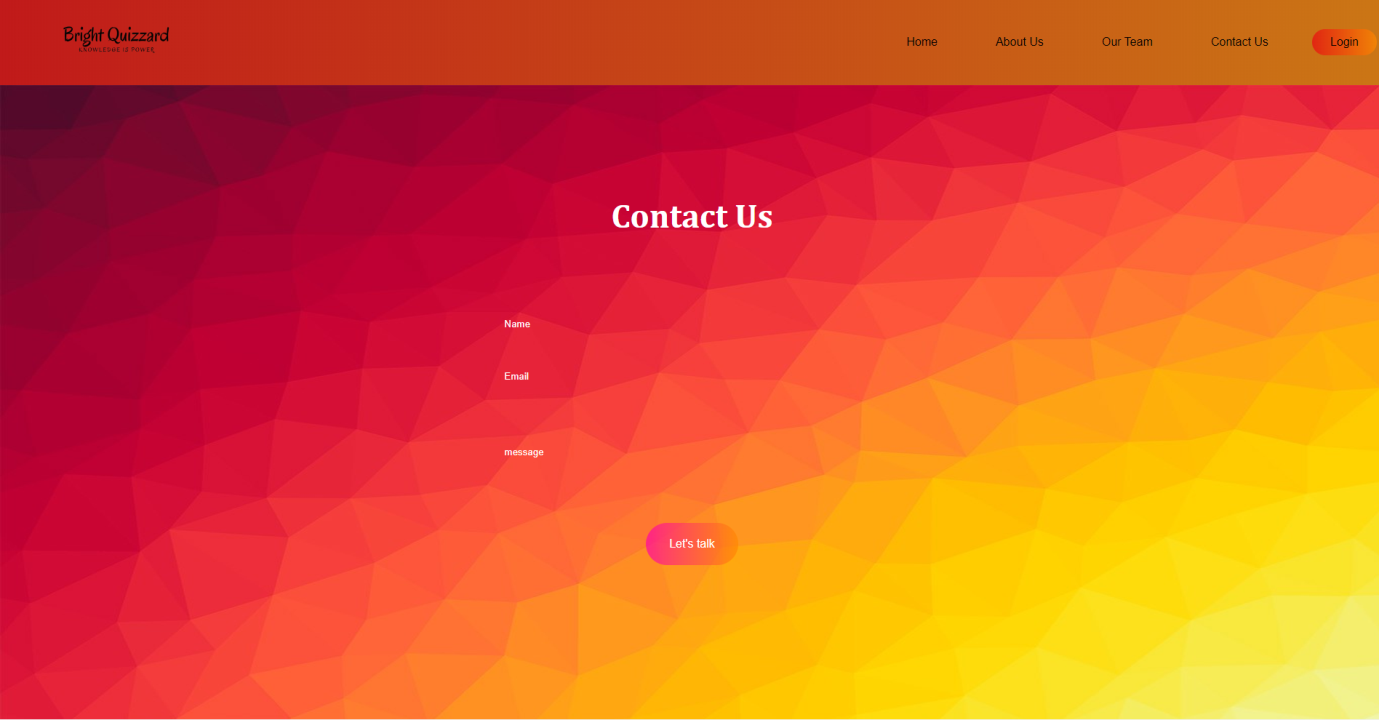 Bright Quizzard
KNOWLEDGE IS POWER
Home
About Us
Our Team
Contact Us
Login
Contact Us
Name
Email
message
Let's talk